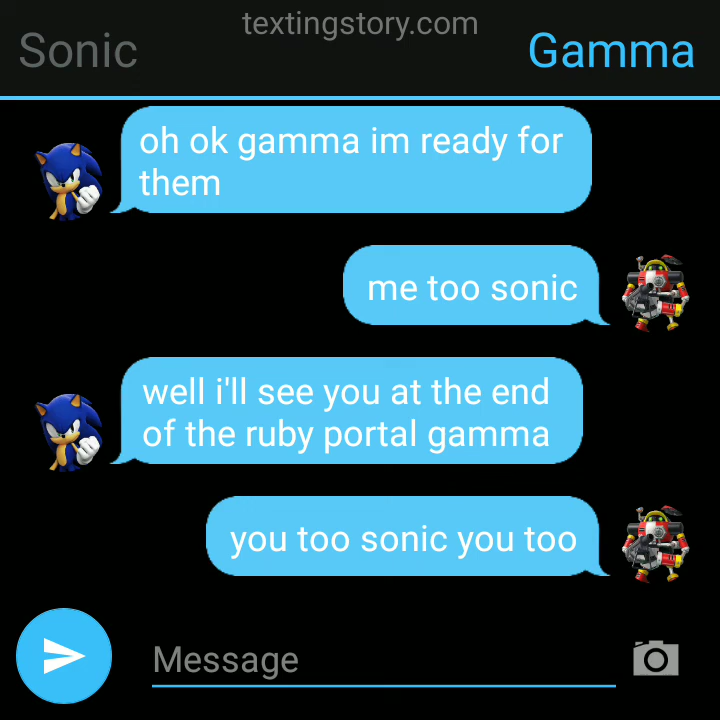 textingstory.com
Sonic
Gamma
oh ok gamma im ready for
them
me too sonic
well i'll see you at the end
of the ruby portal gamma
you too sonic you too
Message